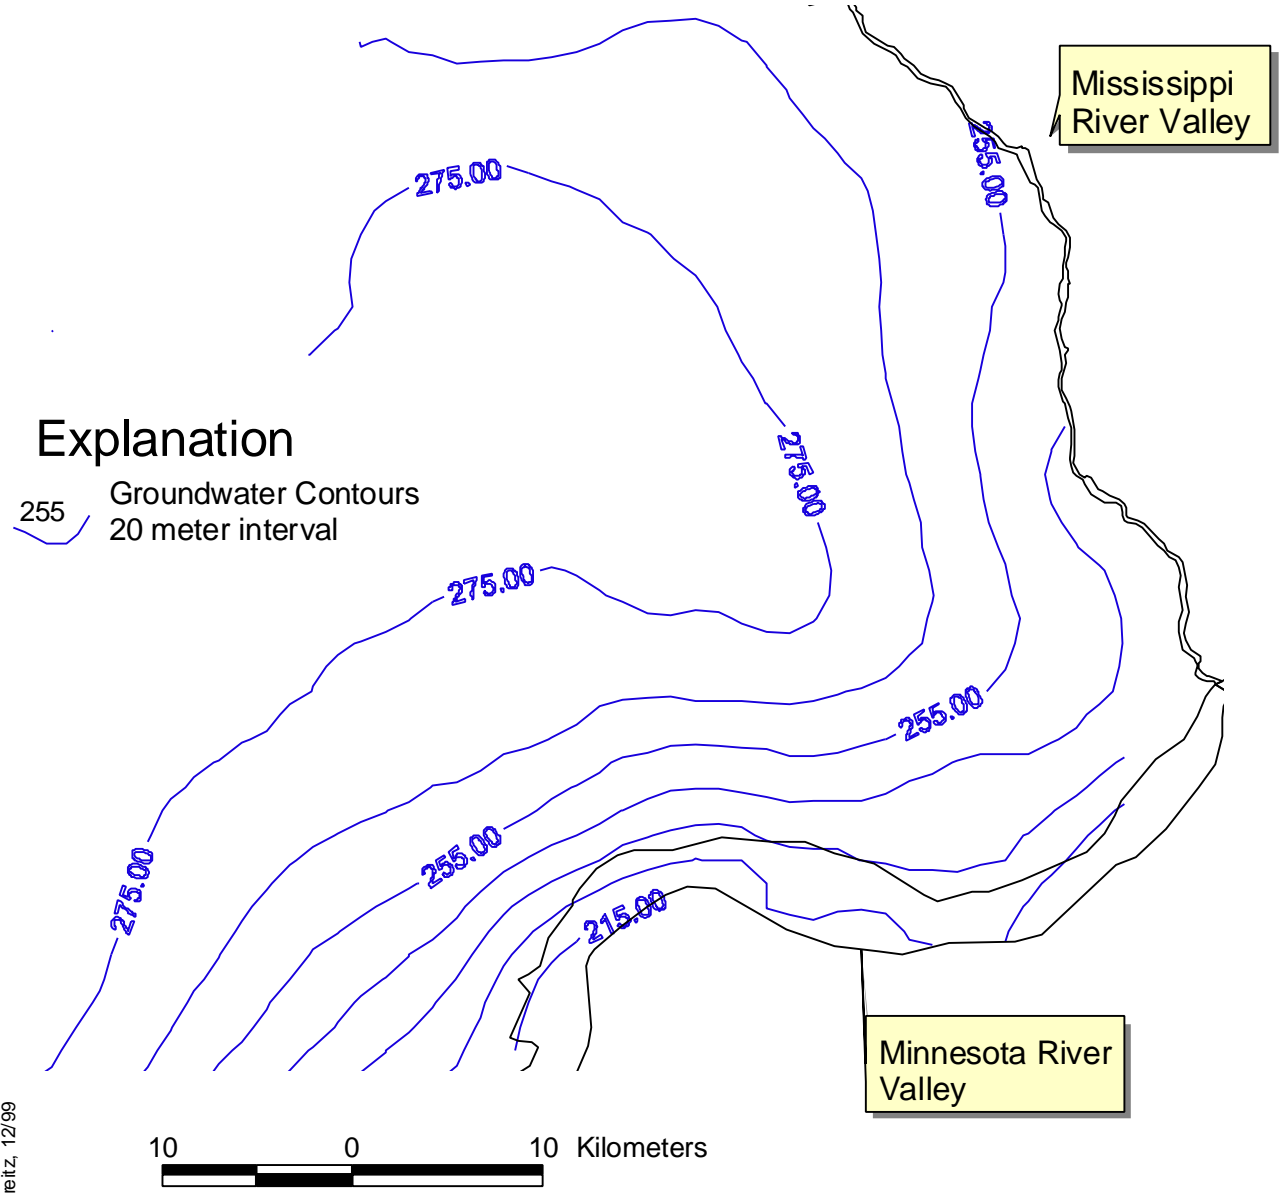 Mississippi
River Valley
255.00
275.00
Explanation
275.00
255
Groundwater Contours
20 meter interval
275.00
255.00
255.00
275.00
215.00
Minnesota River
Valley
reitz, 12/99
10 0 10 Kilometers